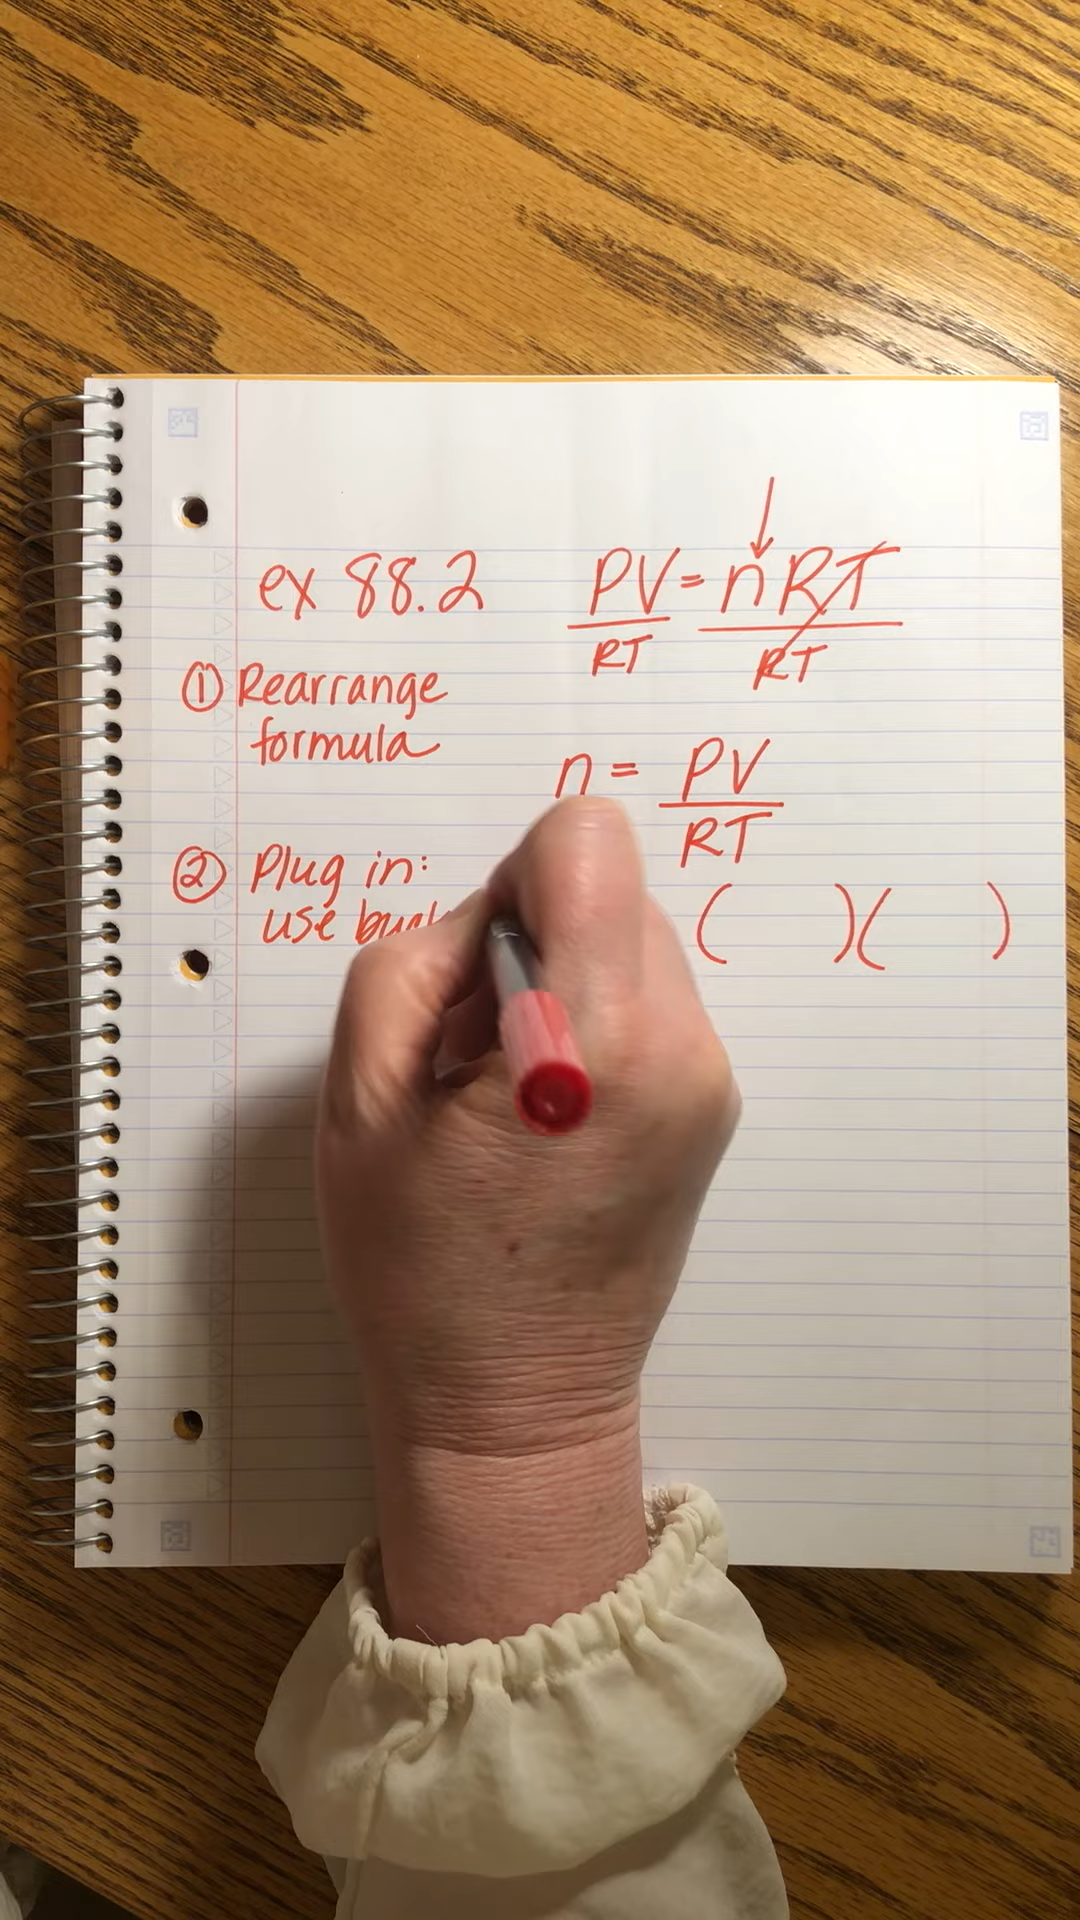 ex 88.2
PV = nRT
RT RT
① Rearrange
formula
n = PV
RT
② Plug in:
use
( )( )